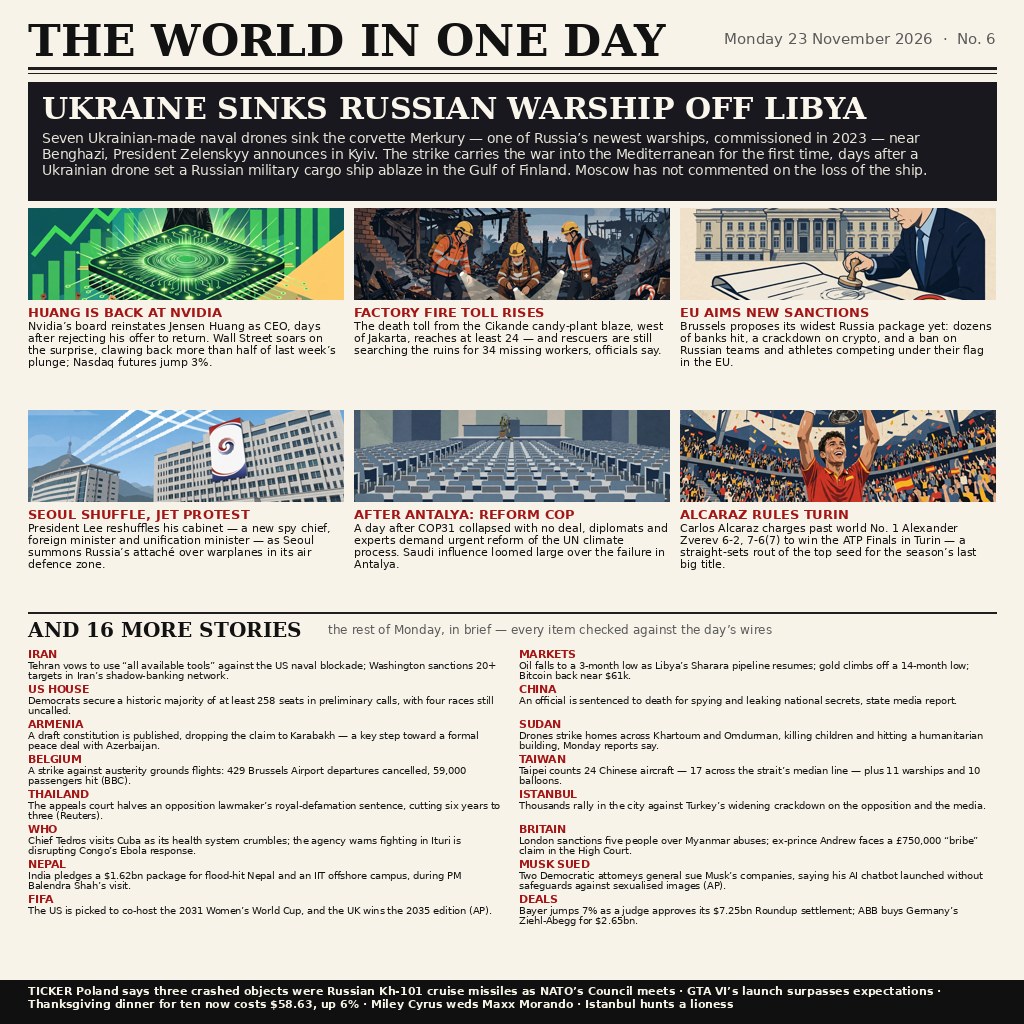 THE WORLD IN ONE DAY
Monday 23 November 2026 · No. 6
UKRAINE SINKS RUSSIAN WARSHIP OFF LIBYA
Seven Ukrainian-made naval drones sink the corvette Merkury — one of Russia’s newest warships, commissioned in 2023 — near
Benghazi, President Zelenskyy announces in Kyiv. The strike carries the war into the Mediterranean for the first time, days after a
Ukrainian drone set a Russian military cargo ship ablaze in the Gulf of Finland. Moscow has not commented on the loss of the ship.
HUANG IS BACK AT NVIDIA
Nvidia’s board reinstates Jensen Huang as CEO, days
after rejecting his offer to return. Wall Street soars on
the surprise, clawing back more than half of last week’s
plunge; Nasdaq futures jump 3%.
FACTORY FIRE TOLL RISES
The death toll from the Cikande candy-plant blaze, west
of Jakarta, reaches at least 24 — and rescuers are still
searching the ruins for 34 missing workers, officials say.
EU AIMS NEW SANCTIONS
Brussels proposes its widest Russia package yet: dozens
of banks hit, a crackdown on crypto, and a ban on
Russian teams and athletes competing under their flag
in the EU.
SEOUL SHUFFLE, JET PROTEST
President Lee reshuffles his cabinet — a new spy chief,
foreign minister and unification minister — as Seoul
summons Russia’s attaché over warplanes in its air
defence zone.
AFTER ANTALYA: REFORM COP
A day after COP31 collapsed with no deal, diplomats and
experts demand urgent reform of the UN climate
process. Saudi influence loomed large over the failure in
Antalya.
ALCARAZ RULES TURIN
Carlos Alcaraz charges past world No. 1 Alexander
Zverev 6-2, 7-6(7) to win the ATP Finals in Turin — a
straight-sets rout of the top seed for the season’s last
big title.
AND 16 MORE STORIES
the rest of Monday, in brief — every item checked against the day’s wires
IRAN
Tehran vows to use “all available tools” against the US naval blockade; Washington sanctions 20+
targets in Iran’s shadow-banking network.
US HOUSE
Democrats secure a historic majority of at least 258 seats in preliminary calls, with four races still
uncalled.
ARMENIA
A draft constitution is published, dropping the claim to Karabakh — a key step toward a formal
peace deal with Azerbaijan.
BELGIUM
A strike against austerity grounds flights: 429 Brussels Airport departures cancelled, 59,000
passengers hit (BBC).
THAILAND
The appeals court halves an opposition lawmaker’s royal-defamation sentence, cutting six years to
three (Reuters).
WHO
Chief Tedros visits Cuba as its health system crumbles; the agency warns fighting in Ituri is
disrupting Congo’s Ebola response.
NEPAL
India pledges a $1.62bn package for flood-hit Nepal and an IIT offshore campus, during PM
Balendra Shah’s visit.
FIFA
The US is picked to co-host the 2031 Women’s World Cup, and the UK wins the 2035 edition (AP).
MARKETS
Oil falls to a 3-month low as Libya’s Sharara pipeline resumes; gold climbs off a 14-month low;
Bitcoin back near $61k.
CHINA
An official is sentenced to death for spying and leaking national secrets, state media report.
SUDAN
Drones strike homes across Khartoum and Omdurman, killing children and hitting a humanitarian
building, Monday reports say.
TAIWAN
Taipei counts 24 Chinese aircraft — 17 across the strait’s median line — plus 11 warships and 10
balloons.
ISTANBUL
Thousands rally in the city against Turkey’s widening crackdown on the opposition and the media.
BRITAIN
London sanctions five people over Myanmar abuses; ex-prince Andrew faces a £750,000 “bribe”
claim in the High Court.
MUSK SUED
Two Democratic attorneys general sue Musk’s companies, saying his AI chatbot launched without
safeguards against sexualised images (AP).
DEALS
Bayer jumps 7% as a judge approves its $7.25bn Roundup settlement; ABB buys Germany’s
Ziehl-Abegg for $2.65bn.
TICKER Poland says three crashed objects were Russian Kh-101 cruise missiles as NATO’s Council meets · GTA VI’s launch surpasses expectations ·
Thanksgiving dinner for ten now costs $58.63, up 6% · Miley Cyrus weds Maxx Morando · Istanbul hunts a lioness